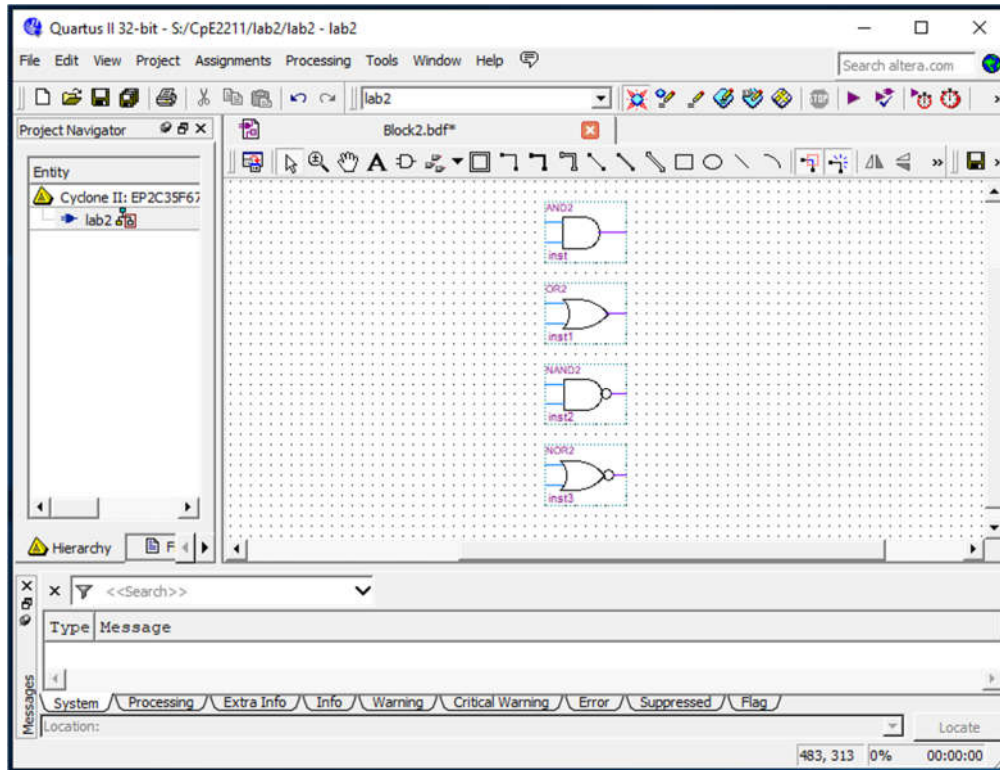 Quartus II 32-bit - S:/CpE2211/lab2/lab2 - lab2
File Edit View Project Assignments Processing Tools Window Help
Search altera.com
lab2
Project Navigator
Block2.bdf*
Entity
Cyclone II: EP2C35F67
lab2
AND2
inst
OR2
inst1
NAND2
inst2
NOR2
inst3
Hierarchy
F
<<Search>>
Type Message
Messages
System Processing Extra Info Info Warning Critical Warning Error Suppressed Flag
Location:
Locate
483, 313 0% 00:00:00